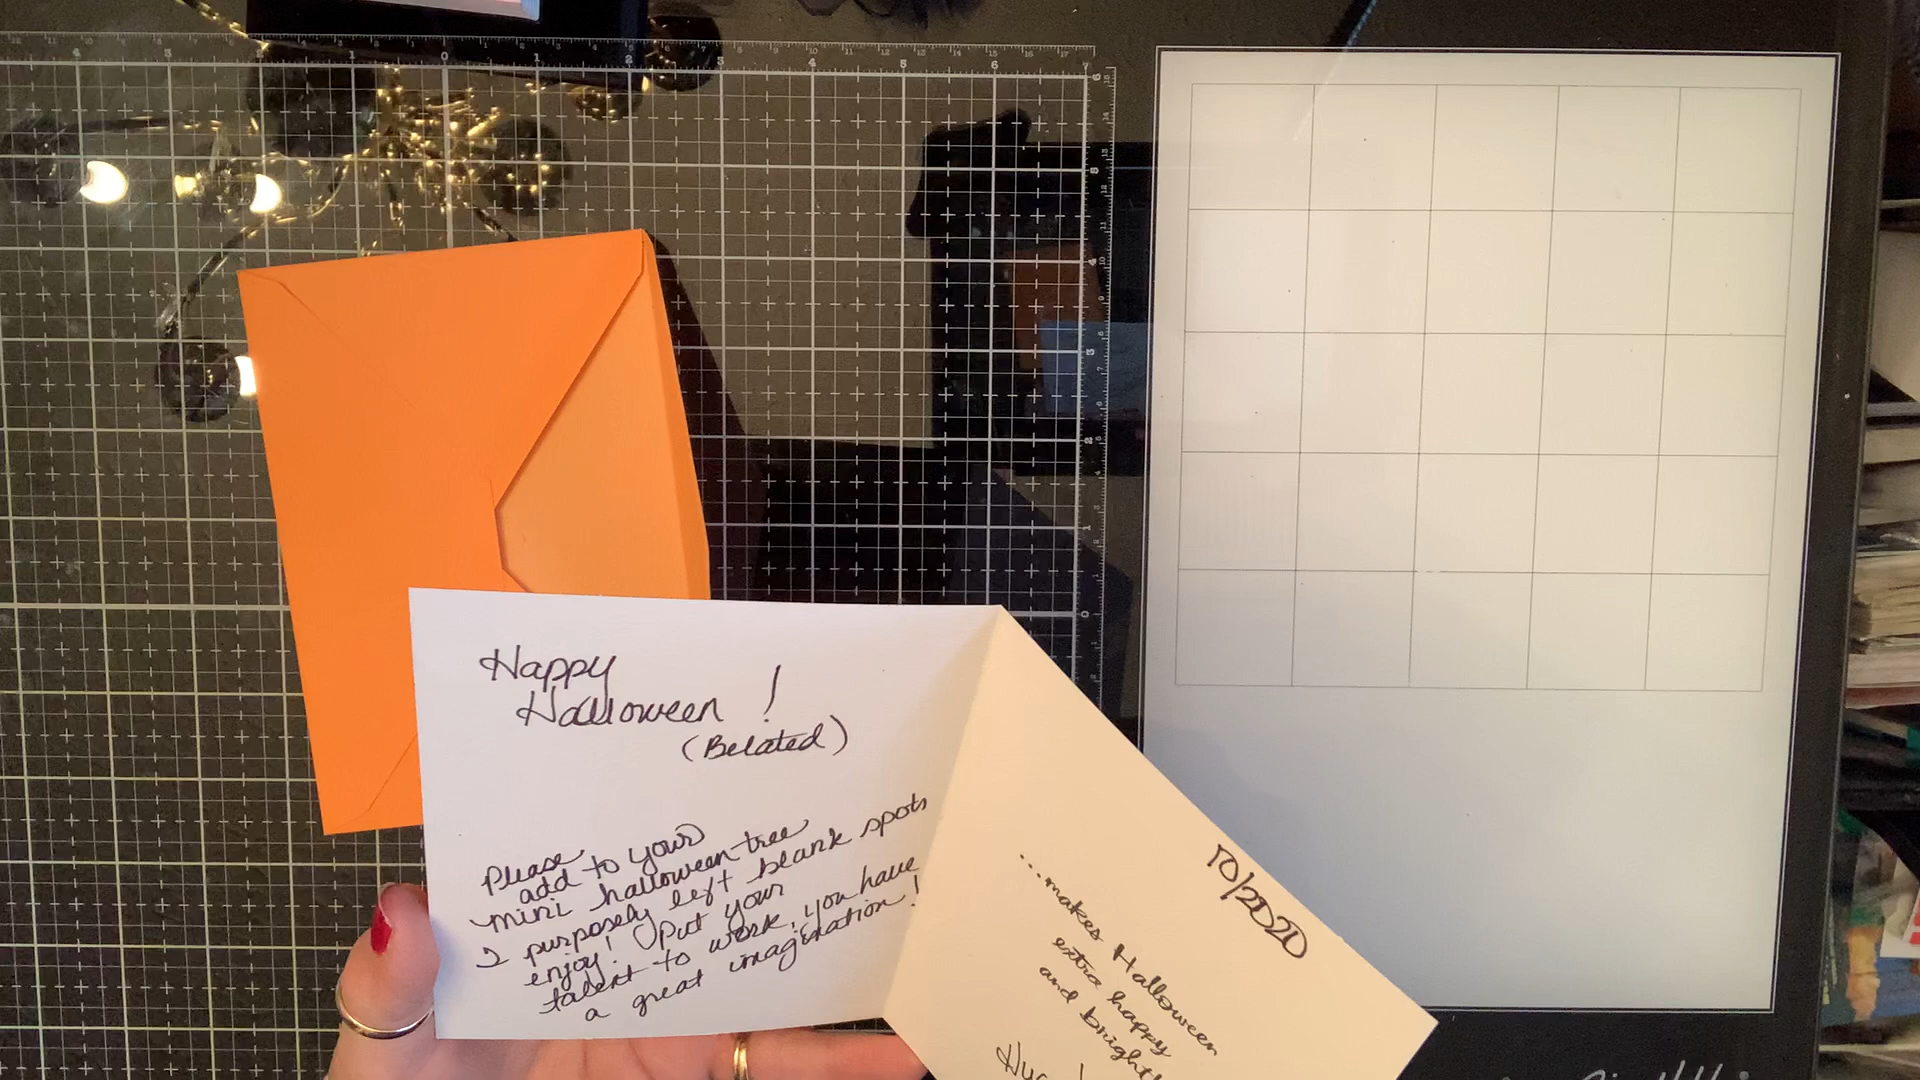 Happy
Halloween!
(Belated)
Please
add to your
mini halloween tree
I purposely left blank spots
enjoy! Put your
talent to work, you have
a great imagination!
10/2020
...makes Halloween
extra happy
and bright